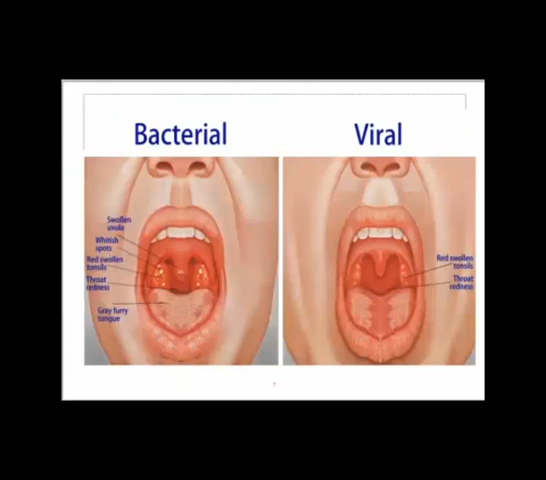 Bacterial
Viral
Swollen
uvula
Whitish
spots
Red swollen
tonsils
Throat
redness
Gray furry
tongue
Red swollen
tonsils
Throat
redness